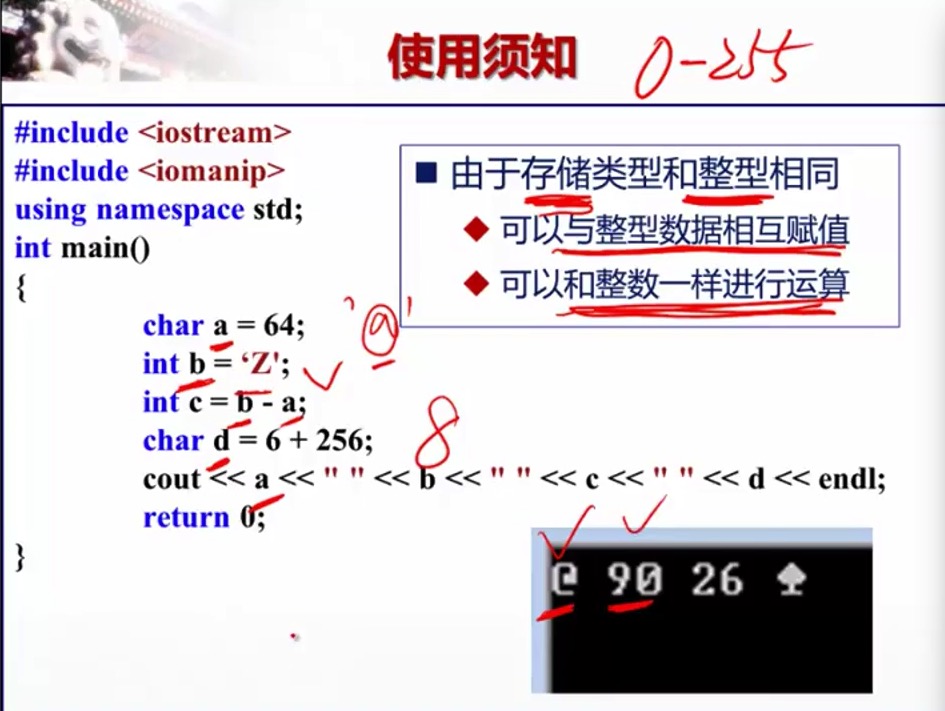 使用须知
0-255
#include <iostream>
#include <iomanip>
using namespace std;
int main()
{
char a = 64;
int b = ‘Z';
int c = b - a;
char d = 6 + 256;
cout << a << " " << b << " " << c << " " << d << endl;
return 0;
}
■ 由于存储类型和整型相同
◆ 可以与整型数据相互赋值
◆ 可以和整数一样进行运算
'@'
8
@ 90 26 ♠